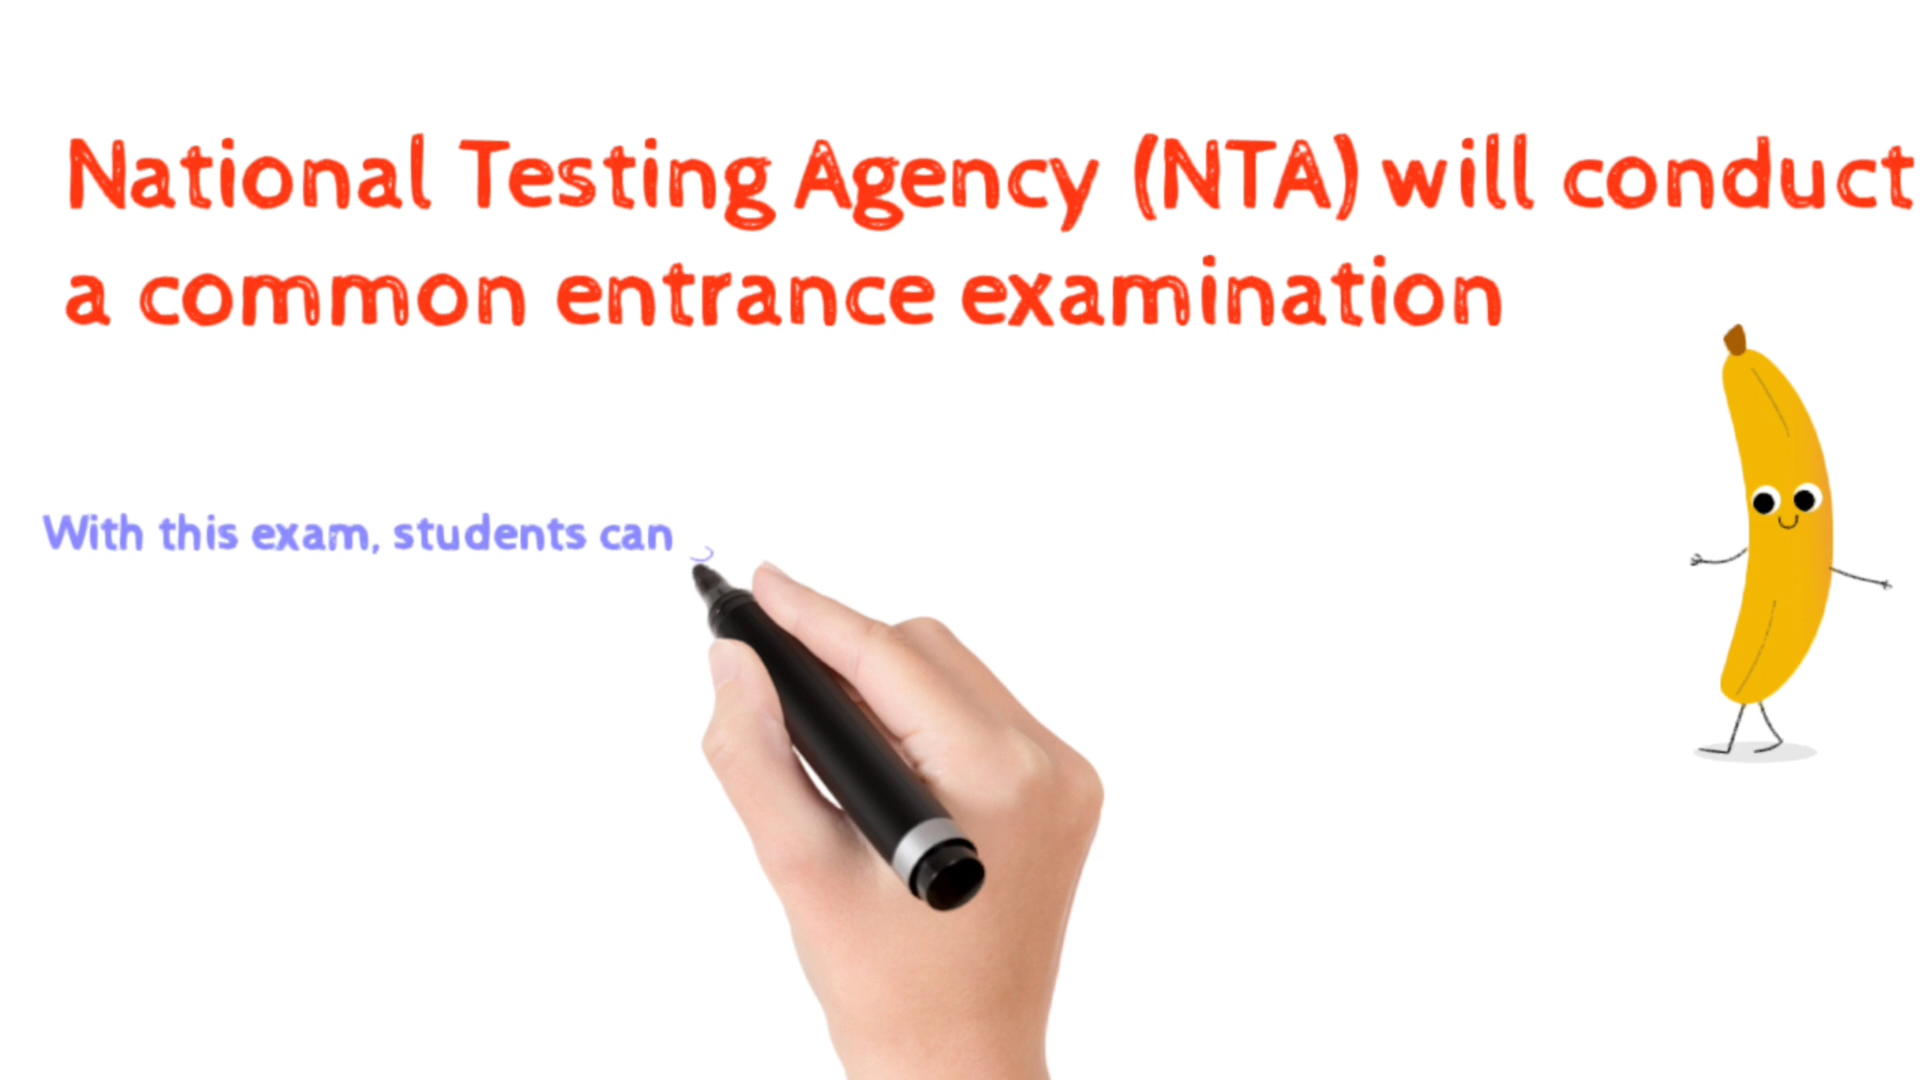 National Testing Agency (NTA) will conduct
a common entrance examination
With this exam, students can